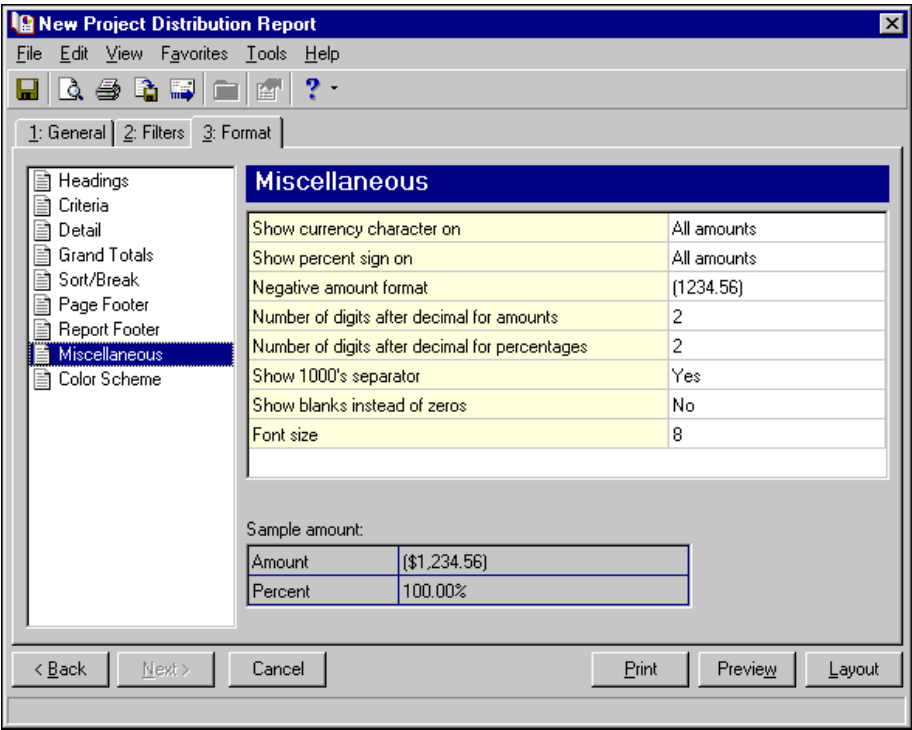 New Project Distribution Report
File Edit View Favorites Tools Help
1: General 2: Filters 3: Format
Headings
Criteria
Detail
Grand Totals
Sort/Break
Page Footer
Report Footer
Miscellaneous
Color Scheme
Miscellaneous
Show currency character on All amounts
Show percent sign on All amounts
Negative amount format (1234.56)
Number of digits after decimal for amounts 2
Number of digits after decimal for percentages 2
Show 1000's separator Yes
Show blanks instead of zeros No
Font size 8
Sample amount:
Amount ($1,234.56)
Percent 100.00%
< Back Next > Cancel Print Preview Layout